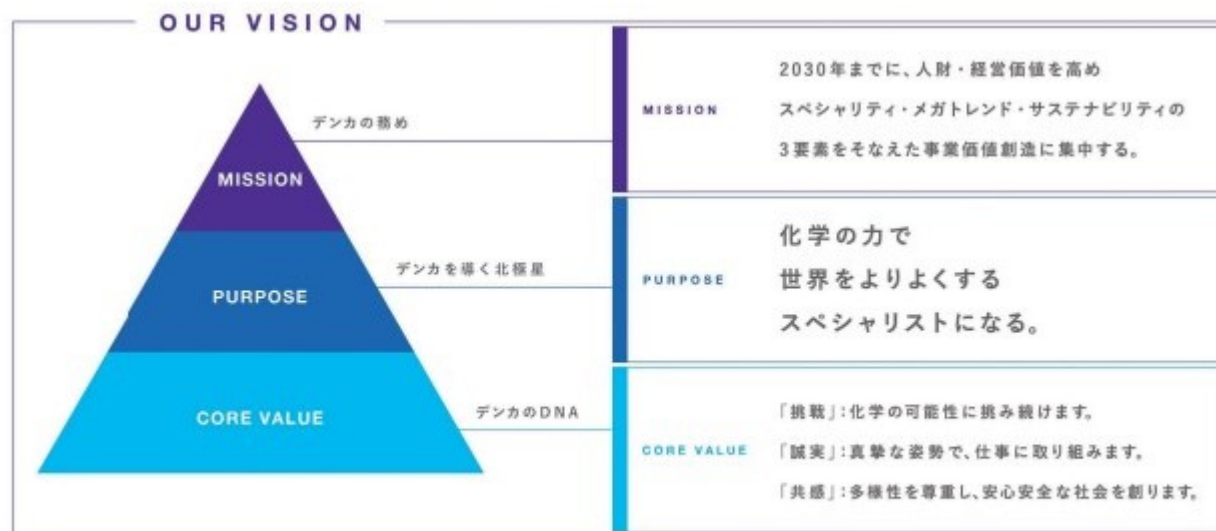 OUR VISION
MISSION
デンカの務め
PURPOSE
デンカを導く北極星
CORE VALUE
デンカのDNA
MISSION
2030年までに、人財・経営価値を高め
スペシャリティ・メガトレンド・サステナビリティの
3要素をそなえた事業価値創造に集中する。
PURPOSE
化学の力で
世界をよりよくする
スペシャリストになる。
CORE VALUE
「挑戦」:化学の可能性に挑み続けます。
「誠実」:真摯な姿勢で、仕事に取り組みます。
「共感」:多様性を尊重し、安心安全な社会を創ります。